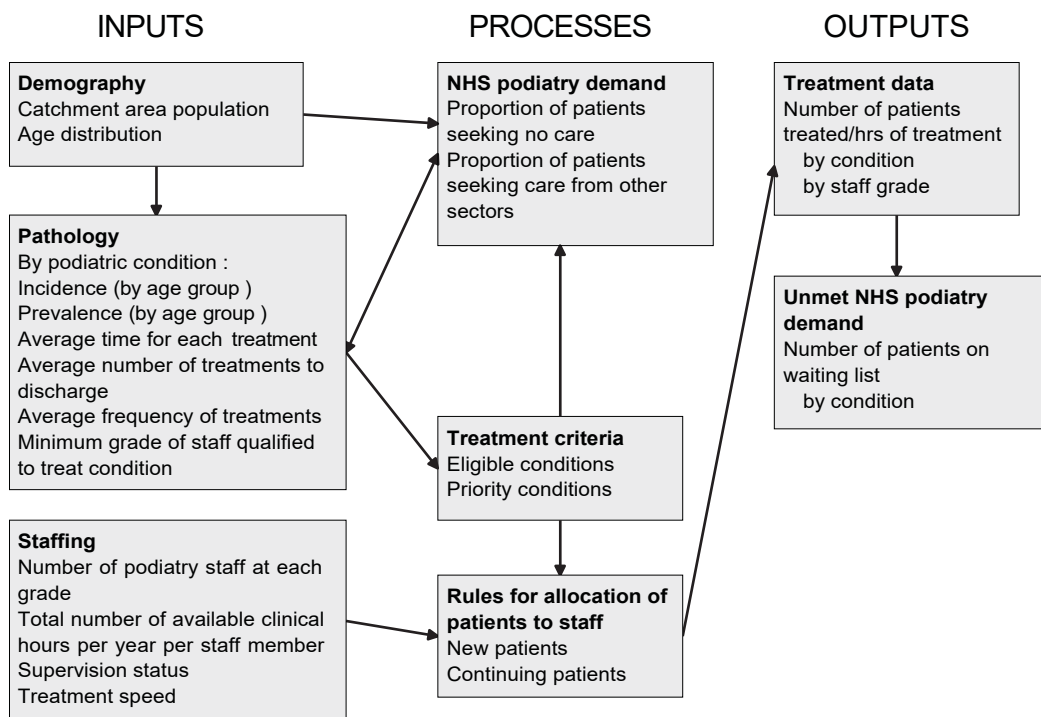 INPUTS
Demography
Catchment area population
Age distribution
Pathology
By podiatric condition :
Incidence (by age group )
Prevalence (by age group )
Average time for each treatment
Average number of treatments to
discharge
Average frequency of treatments
Minimum grade of staff qualified
to treat condition
Staffing
Number of podiatry staff at each
grade
Total number of available clinical
hours per year per staff member
Supervision status
Treatment speed
PROCESSES
NHS podiatry demand
Proportion of patients
seeking no care
Proportion of patients
seeking care from other
sectors
Treatment criteria
Eligible conditions
Priority conditions
Rules for allocation of
patients to staff
New patients
Continuing patients
OUTPUTS
Treatment data
Number of patients
treated/hrs of treatment
by condition
by staff grade
Unmet NHS podiatry
demand
Number of patients on
waiting list
by condition